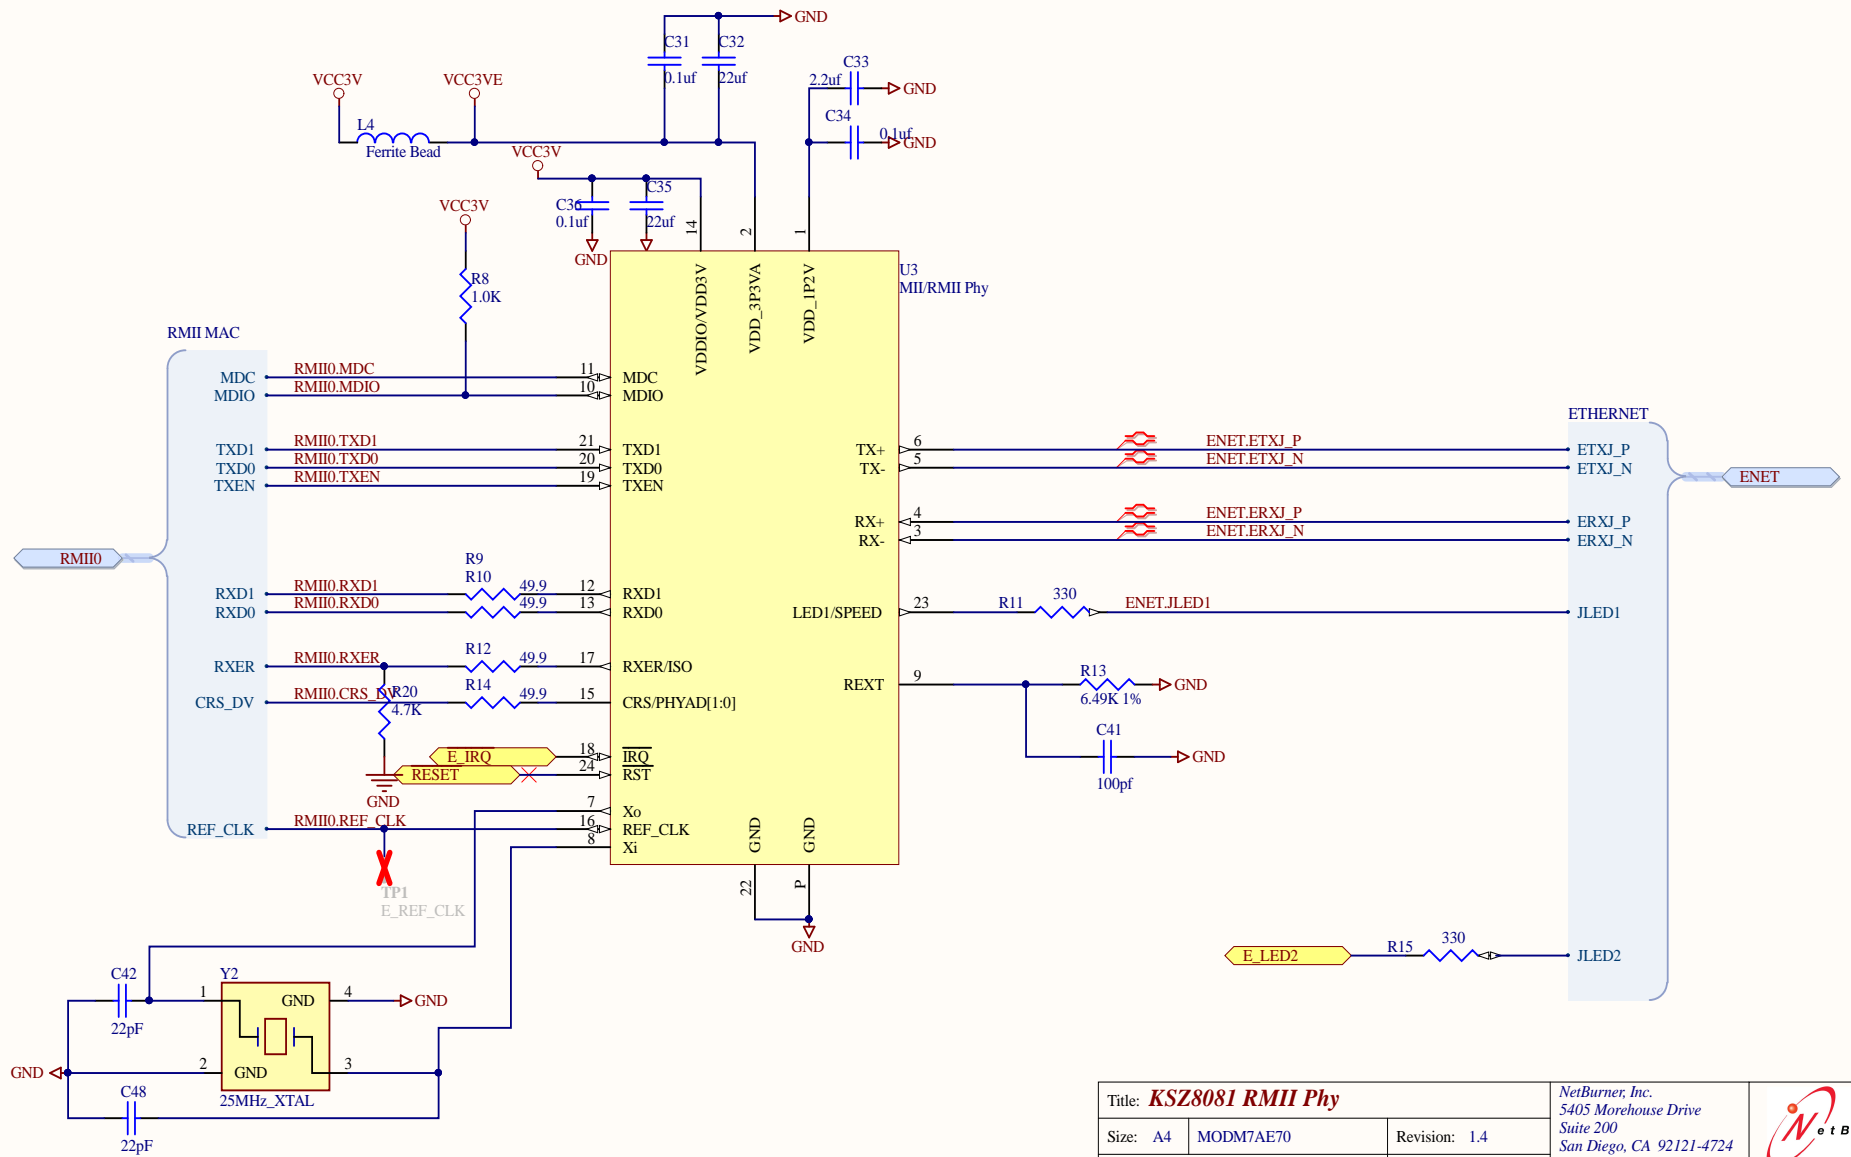 GND
C31
C32
0.1uf
22uf
C33
2.2uf
GND
C34
0.1uf
GND
VCC3V
VCC3VE
L4
Ferrite Bead
VCC3V
C36
0.1uf
C35
22uf
GND
VCC3V
R8
1.0K
14
2
1
VDDIO/VDD3V
VDD_3P3VA
VDD_1P2V
U3
MII/RMII Phy
RMII MAC
MDC
RMII0.MDC
11
MDC
MDIO
RMII0.MDIO
10
MDIO
TXD1
RMII0.TXD1
21
TXD1
TXD0
RMII0.TXD0
20
TXD0
TXEN
RMII0.TXEN
19
TXEN
RMII0
R9
R10
RXD1
RMII0.RXD1
49.9
12
RXD1
RXD0
RMII0.RXD0
49.9
13
RXD0
R12
RXER
RMII0.RXER
49.9
17
RXER/ISO
R14
CRS_DV
RMII0.CRS_DV
49.9
15
CRS/PHYAD[1:0]
R20
4.7K
GND
E_IRQ
18
IRQ
RESET
24
RST
7
Xo
REF_CLK
RMII0.REF_CLK
16
REF_CLK
8
Xi
TP1
E_REF_CLK
TX+
6
ENET.ETXJ_P
ETXJ_P
TX-
5
ENET.ETXJ_N
ETXJ_N
RX+
4
ENET.ERXJ_P
ERXJ_P
RX-
3
ENET.ERXJ_N
ERXJ_N
ETHERNET
ENET
LED1/SPEED
23
R11
330
ENET.JLED1
JLED1
REXT
9
R13
6.49K 1%
GND
C41
100pf
GND
GND
GND
22
P
GND
E_LED2
R15
330
JLED2
C42
22pF
Y2
1
GND
4
GND
GND
2
GND
3
25MHz_XTAL
C48
22pF
Title: KSZ8081 RMII Phy
Size: A4
MODM7AE70
Revision: 1.4
NetBurner, Inc.
5405 Morehouse Drive
Suite 200
San Diego, CA 92121-4724
NetB